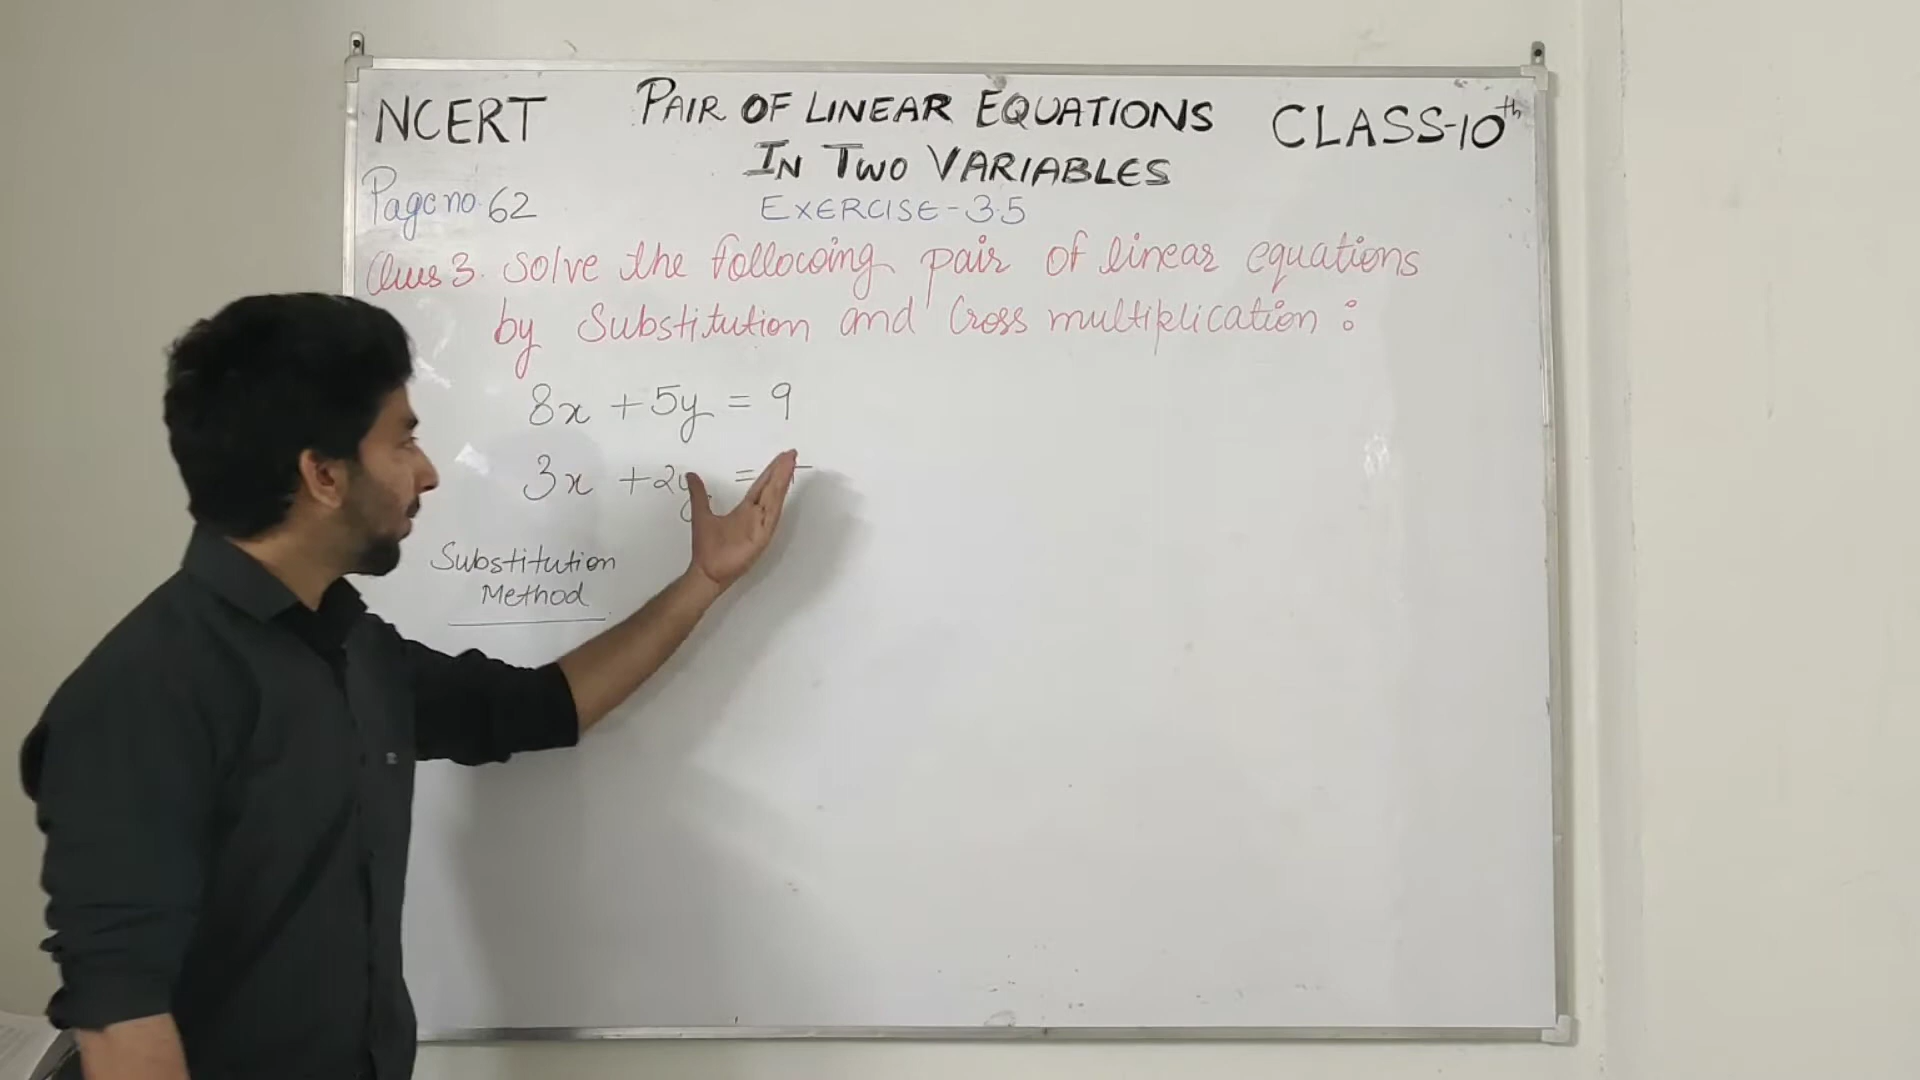 NCERT PAIR OF LINEAR EQUATIONS CLASS-10th
IN TWO VARIABLES
Page no. 62 EXERCISE-3.5
Ques 3. Solve the following pair of linear equations
by Substitution and Cross multiplication :
8x + 5y = 9
3x + 2y =
Substitution
Method